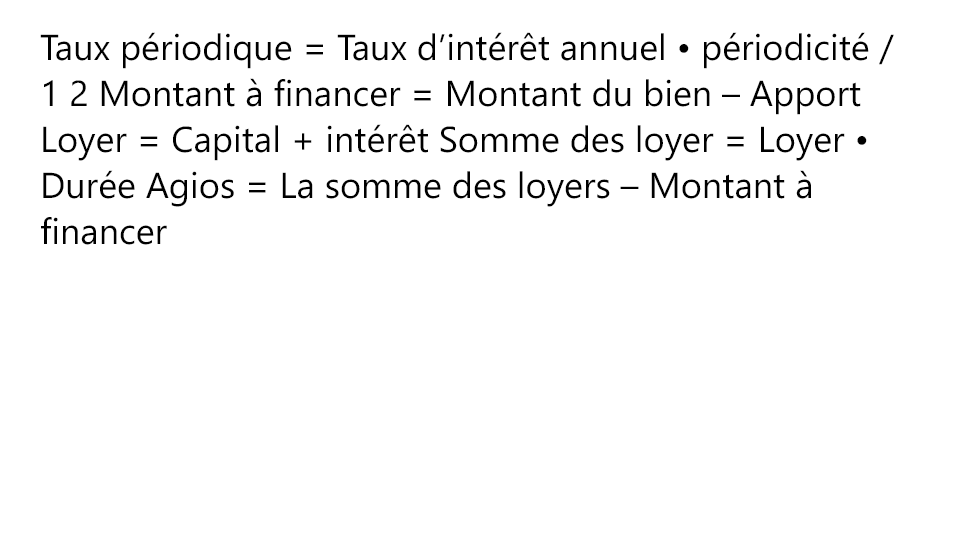 Taux périodique = Taux d’intérêt annuel • périodicité /
1 2 Montant à financer = Montant du bien – Apport
Loyer = Capital + intérêt Somme des loyer = Loyer •
Durée Agios = La somme des loyers – Montant à
financer